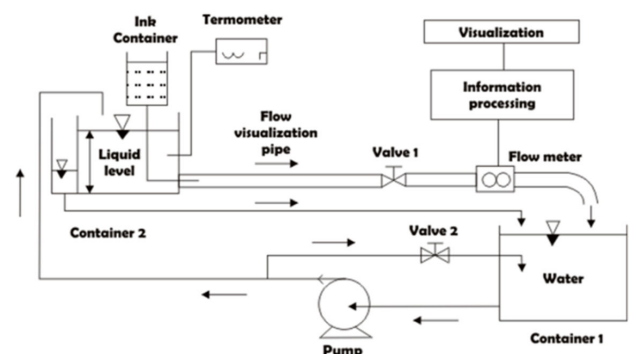 Ink
Container
Termometer
Visualization
Information
processing
Flow
visualization
pipe
Liquid
level
Valve 1
Flow meter
Container 2
Valve 2
Water
Pump
Container 1